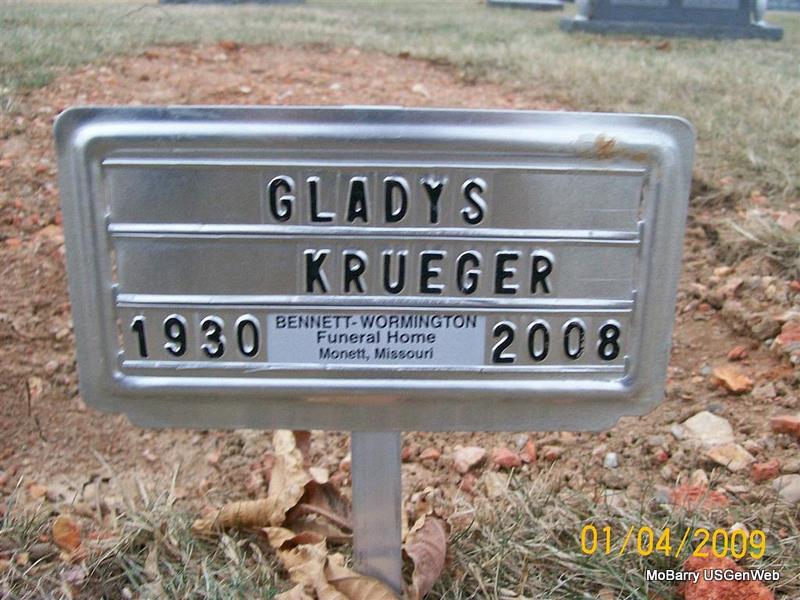 GLADYS
KRUEGER
1930 BENNETT-WORMINGTON 2008
Funeral Home
Monett, Missouri
01/04/2009
MoBarry USGenWeb